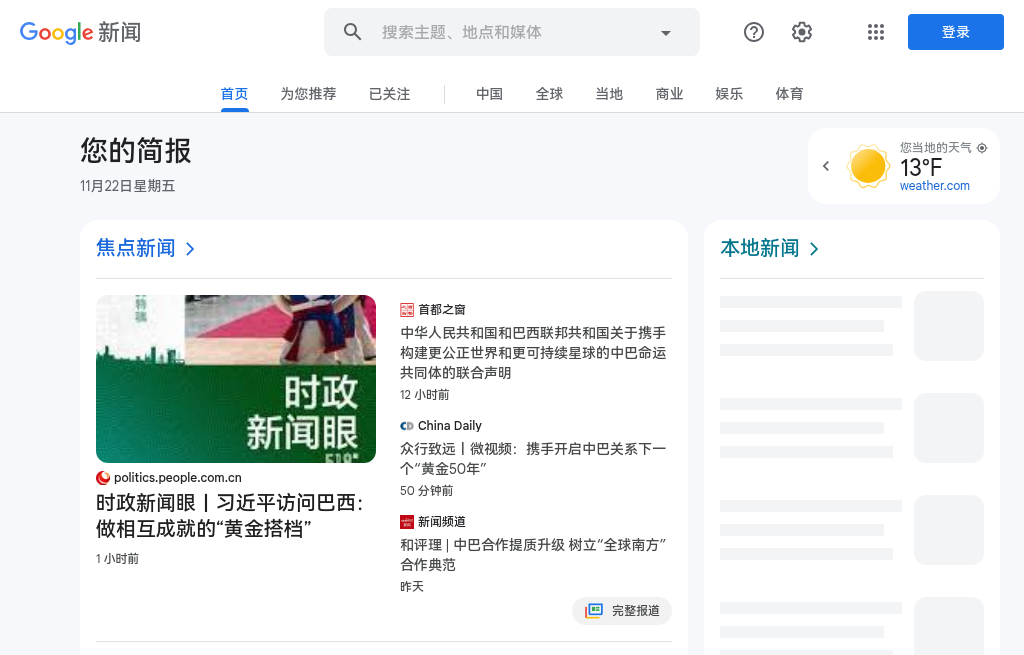 Google 新闻
搜索主题、地点和媒体
登录
首页 为您推荐 已关注 中国 全球 当地 商业 娱乐 体育
您的简报
11月22日星期五
您当地的天气
13°F
weather.com
焦点新闻
时政
新闻眼
politics.people.com.cn
时政新闻眼丨习近平访问巴西：
做相互成就的“黄金搭档”
1 小时前
首都之窗
中华人民共和国和巴西联邦共和国关于携手
构建更公正世界和更可持续星球的中巴命运
共同体的联合声明
12 小时前
China Daily
众行致远丨微视频：携手开启中巴关系下一
个“黄金50年”
50 分钟前
新闻频道
和评理 | 中巴合作提质升级 树立“全球南方”
合作典范
昨天
完整报道
本地新闻